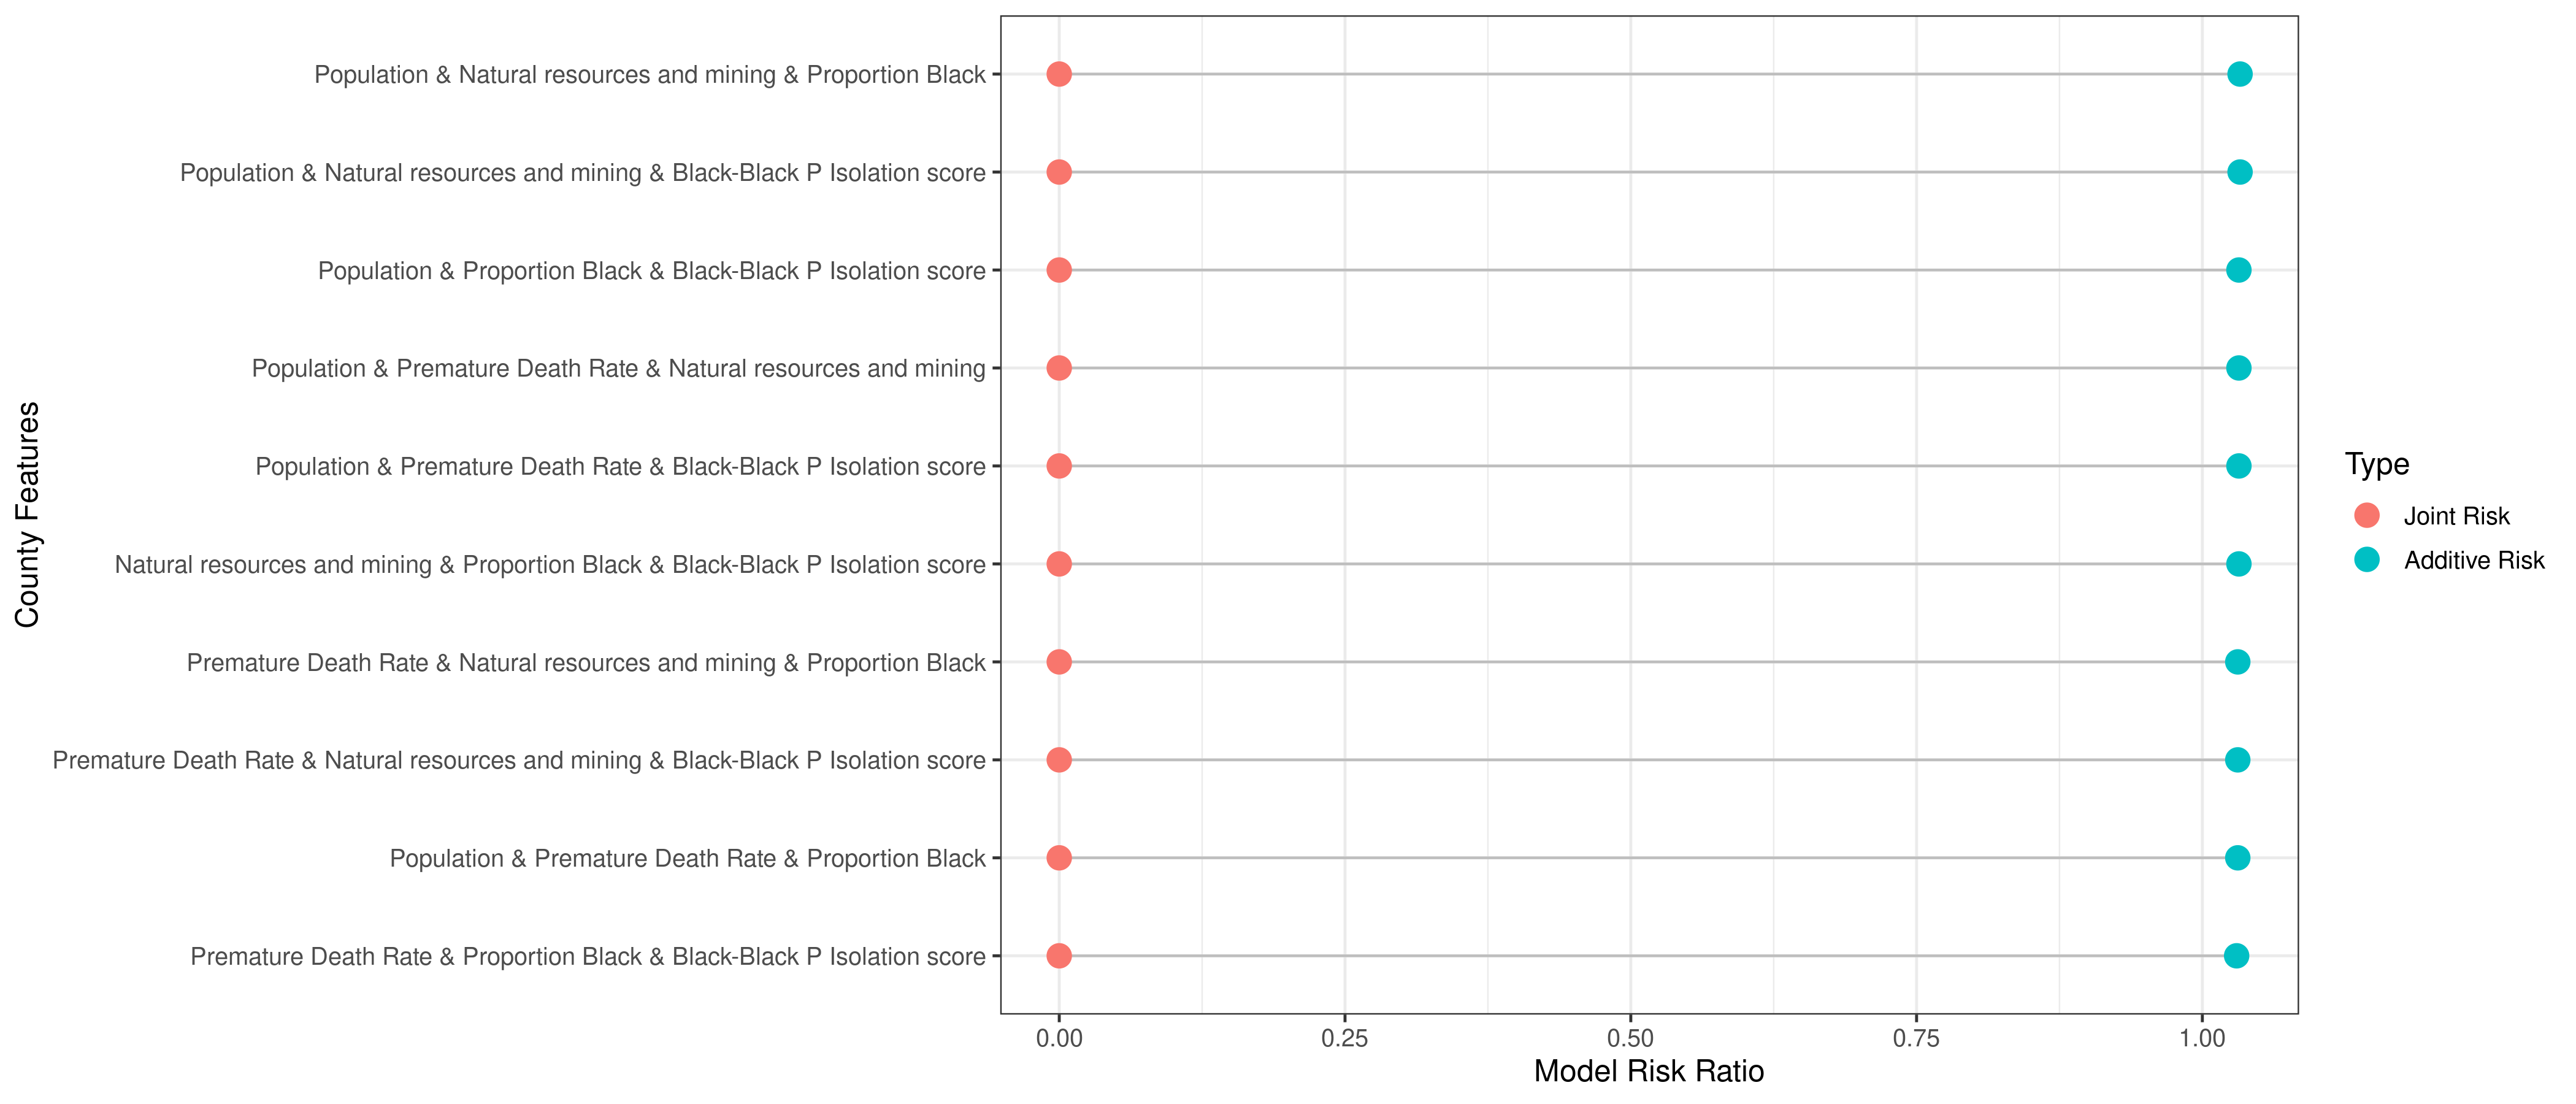 Population & Natural resources and mining & Proportion Black
Population & Natural resources and mining & Black-Black P Isolation score
Population & Proportion Black & Black-Black P Isolation score
Population & Premature Death Rate & Natural resources and mining
Population & Premature Death Rate & Black-Black P Isolation score
Natural resources and mining & Proportion Black & Black-Black P Isolation score
Premature Death Rate & Natural resources and mining & Proportion Black
Premature Death Rate & Natural resources and mining & Black-Black P Isolation score
Population & Premature Death Rate & Proportion Black
Premature Death Rate & Proportion Black & Black-Black P Isolation score
County Features
0.00 0.25 0.50 0.75 1.00
Model Risk Ratio
Type
Joint Risk
Additive Risk